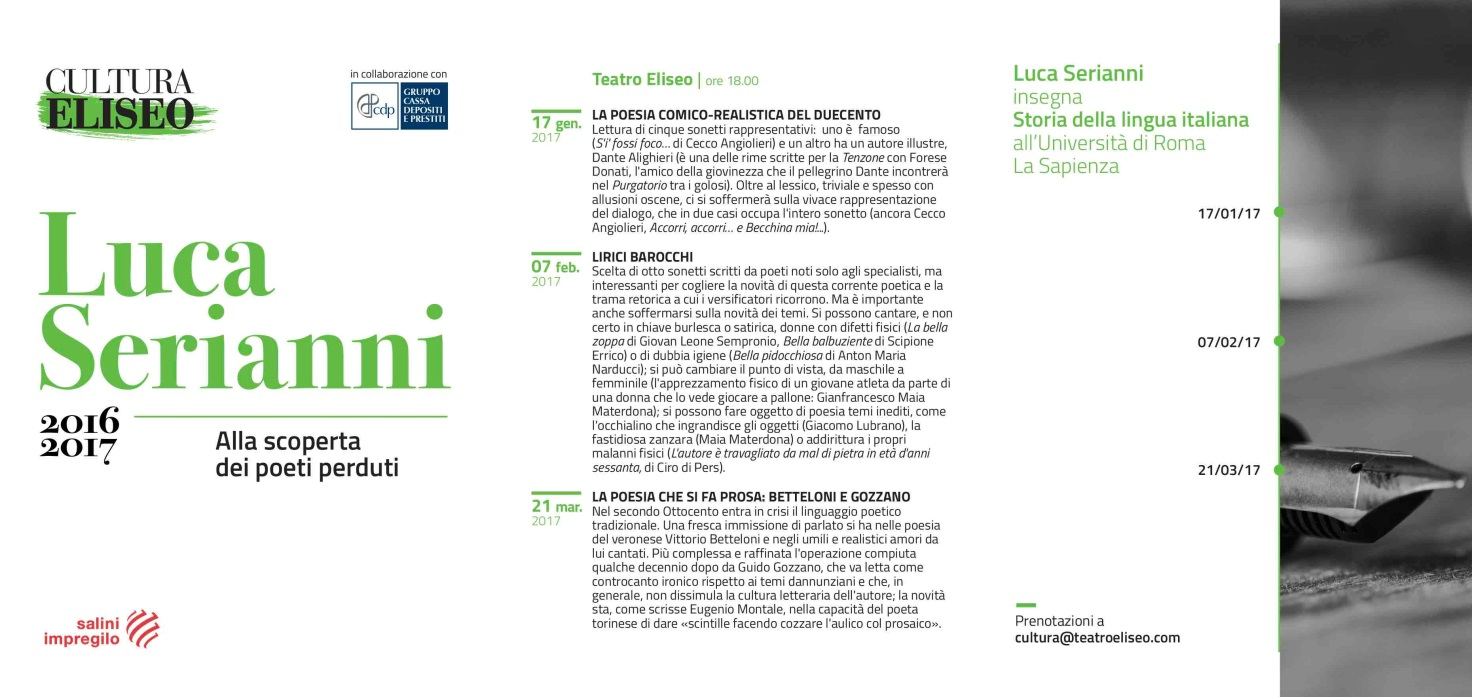 CULTURA
ELISEO
in collaborazione con
cdp
GRUPPO
CASSA
DEPOSITI
E PRESTITI
Luca
Serianni
2016
2017
Alla scoperta
dei poeti perduti
salini
impregilo
Teatro Eliseo | ore 18.00
17 gen.
2017
LA POESIA COMICO-REALISTICA DEL DUECENTO
Lettura di cinque sonetti rappresentativi:  uno è  famoso
(S'i' fossi foco... di Cecco Angiolieri) e un altro ha un autore illustre,
Dante Alighieri (è una delle rime scritte per la Tenzone con Forese
Donati, l'amico della giovinezza che il pellegrino Dante incontrerà
nel Purgatorio tra i golosi). Oltre al lessico, triviale e spesso con
allusioni oscene, ci si soffermerà sulla vivace rappresentazione
del dialogo, che in due casi occupa l'intero sonetto (ancora Cecco
Angiolieri, Accorri, accorri... e Becchina mia!...).
07 feb.
2017
LIRICI BAROCCHI
Scelta di otto sonetti scritti da poeti noti solo agli specialisti, ma
interessanti per cogliere la novità di questa corrente poetica e la
trama retorica a cui i versificatori ricorrono. Ma è importante
anche soffermarsi sulla novità dei temi. Si possono cantare, e non
certo in chiave burlesca o satirica, donne con difetti fisici (La bella
zoppa di Giovan Leone Sempronio, Bella balbuziente di Scipione
Errico) o di dubbia igiene (Bella pidocchiosa di Anton Maria
Narducci); si può cambiare il punto di vista, da maschile a
femminile (l'apprezzamento fisico di un giovane atleta da parte di
una donna che lo vede giocare a pallone: Gianfrancesco Maia
Materdona); si possono fare oggetto di poesia temi inediti, come
l'occhialino che ingrandisce gli oggetti (Giacomo Lubrano), la
fastidiosa zanzara (Maia Materdona) o addirittura i propri
malanni fisici (L'autore è travagliato da mal di pietra in età d'anni
sessanta, di Ciro di Pers).
21 mar.
2017
LA POESIA CHE SI FA PROSA: BETTELONI E GOZZANO
Nel secondo Ottocento entra in crisi il linguaggio poetico
tradizionale. Una fresca immissione di parlato si ha nelle poesia
del veronese Vittorio Betteloni e negli umili e realistici amori da
lui cantati. Più complessa e raffinata l'operazione compiuta
qualche decennio dopo da Guido Gozzano, che va letta come
controcanto ironico rispetto ai temi dannunziani e che, in
generale, non dissimula la cultura letteraria dell'autore; la novità
sta, come scrisse Eugenio Montale, nella capacità del poeta
torinese di dare «scintille facendo cozzare l'aulico col prosaico».
Luca Serianni
insegna
Storia della lingua italiana
all'Università di Roma
La Sapienza
17/01/17
07/02/17
21/03/17
Prenotazioni a
cultura@teatroeliseo.com